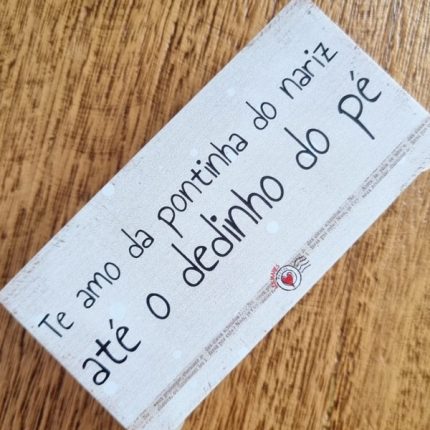 Te amo da pontinha do nariz
até o dedinho do pé